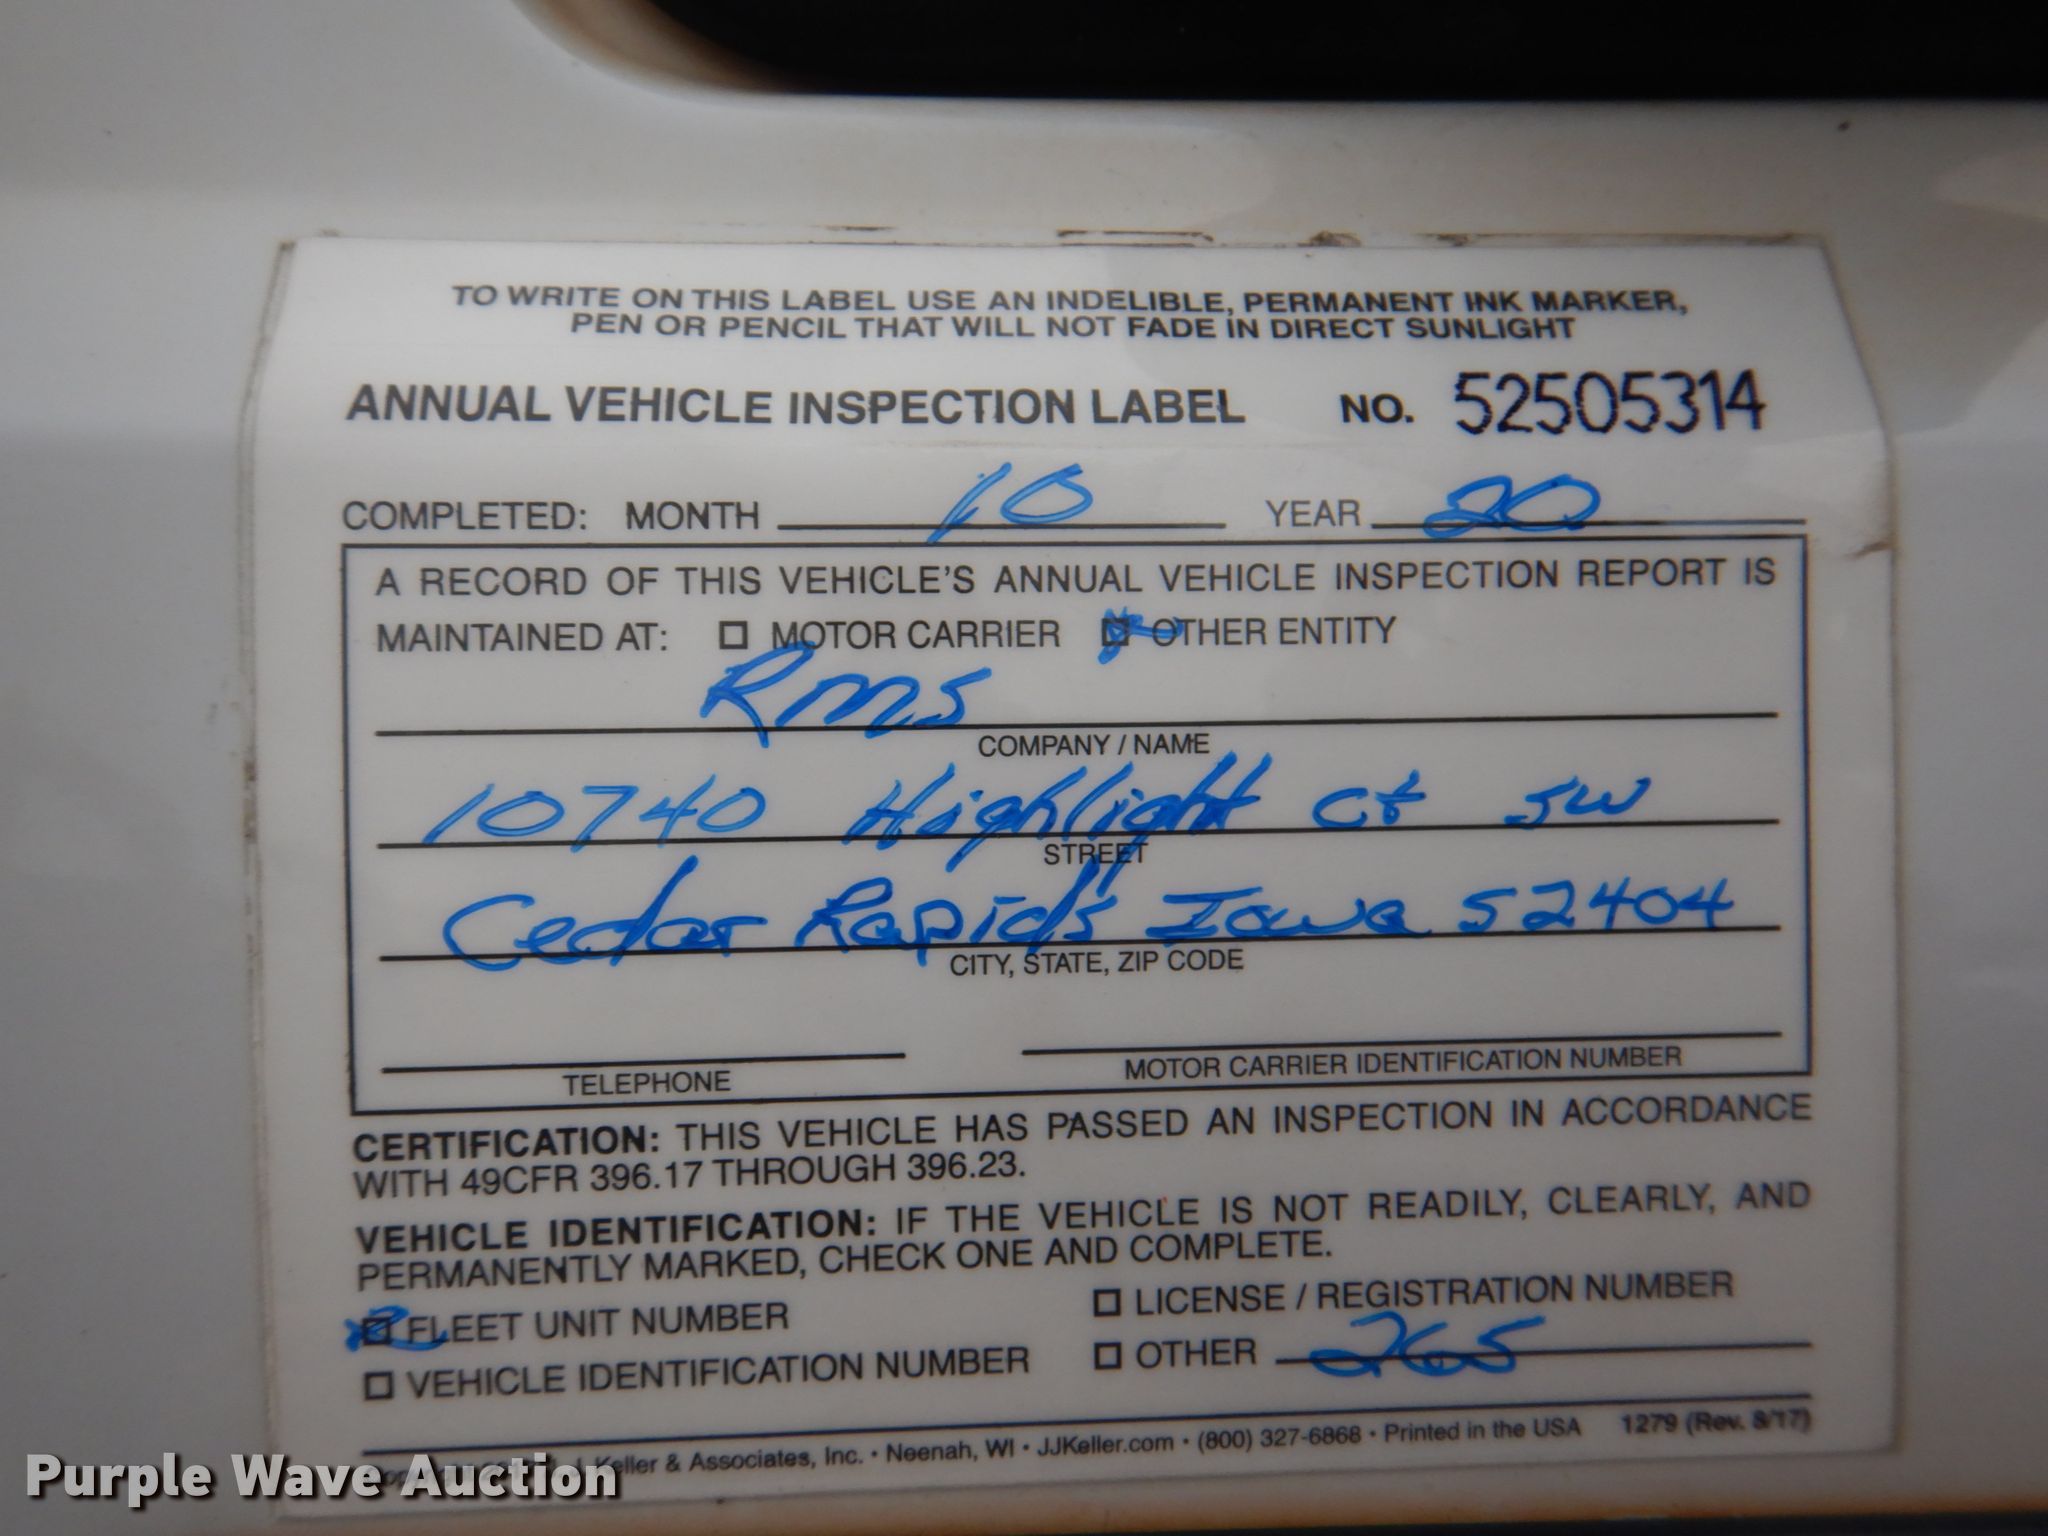 TO WRITE ON THIS LABEL USE AN INDELIBLE, PERMANENT INK MARKER,
PEN OR PENCIL THAT WILL NOT FADE IN DIRECT SUNLIGHT
ANNUAL VEHICLE INSPECTION LABEL NO. 52505314
COMPLETED: MONTH 10 YEAR 20
A RECORD OF THIS VEHICLE'S ANNUAL VEHICLE INSPECTION REPORT IS
MAINTAINED AT: MOTOR CARRIER OTHER ENTITY
RMS
COMPANY / NAME
10740 Highlight Ct SW
STREET
Cedar Rapids Iowa 52404
CITY, STATE, ZIP CODE
TELEPHONE MOTOR CARRIER IDENTIFICATION NUMBER
CERTIFICATION: THIS VEHICLE HAS PASSED AN INSPECTION IN ACCORDANCE
WITH 49CFR 396.17 THROUGH 396.23.
VEHICLE IDENTIFICATION: IF THE VEHICLE IS NOT READILY, CLEARLY, AND
PERMANENTLY MARKED, CHECK ONE AND COMPLETE.
FLEET UNIT NUMBER LICENSE / REGISTRATION NUMBER
VEHICLE IDENTIFICATION NUMBER OTHER 265
Keller & Associates, Inc. • Neenah, WI • JJKeller.com • (800) 327-6868 • Printed in the USA 1279 (Rev. 8/17)
Purple Wave Auction